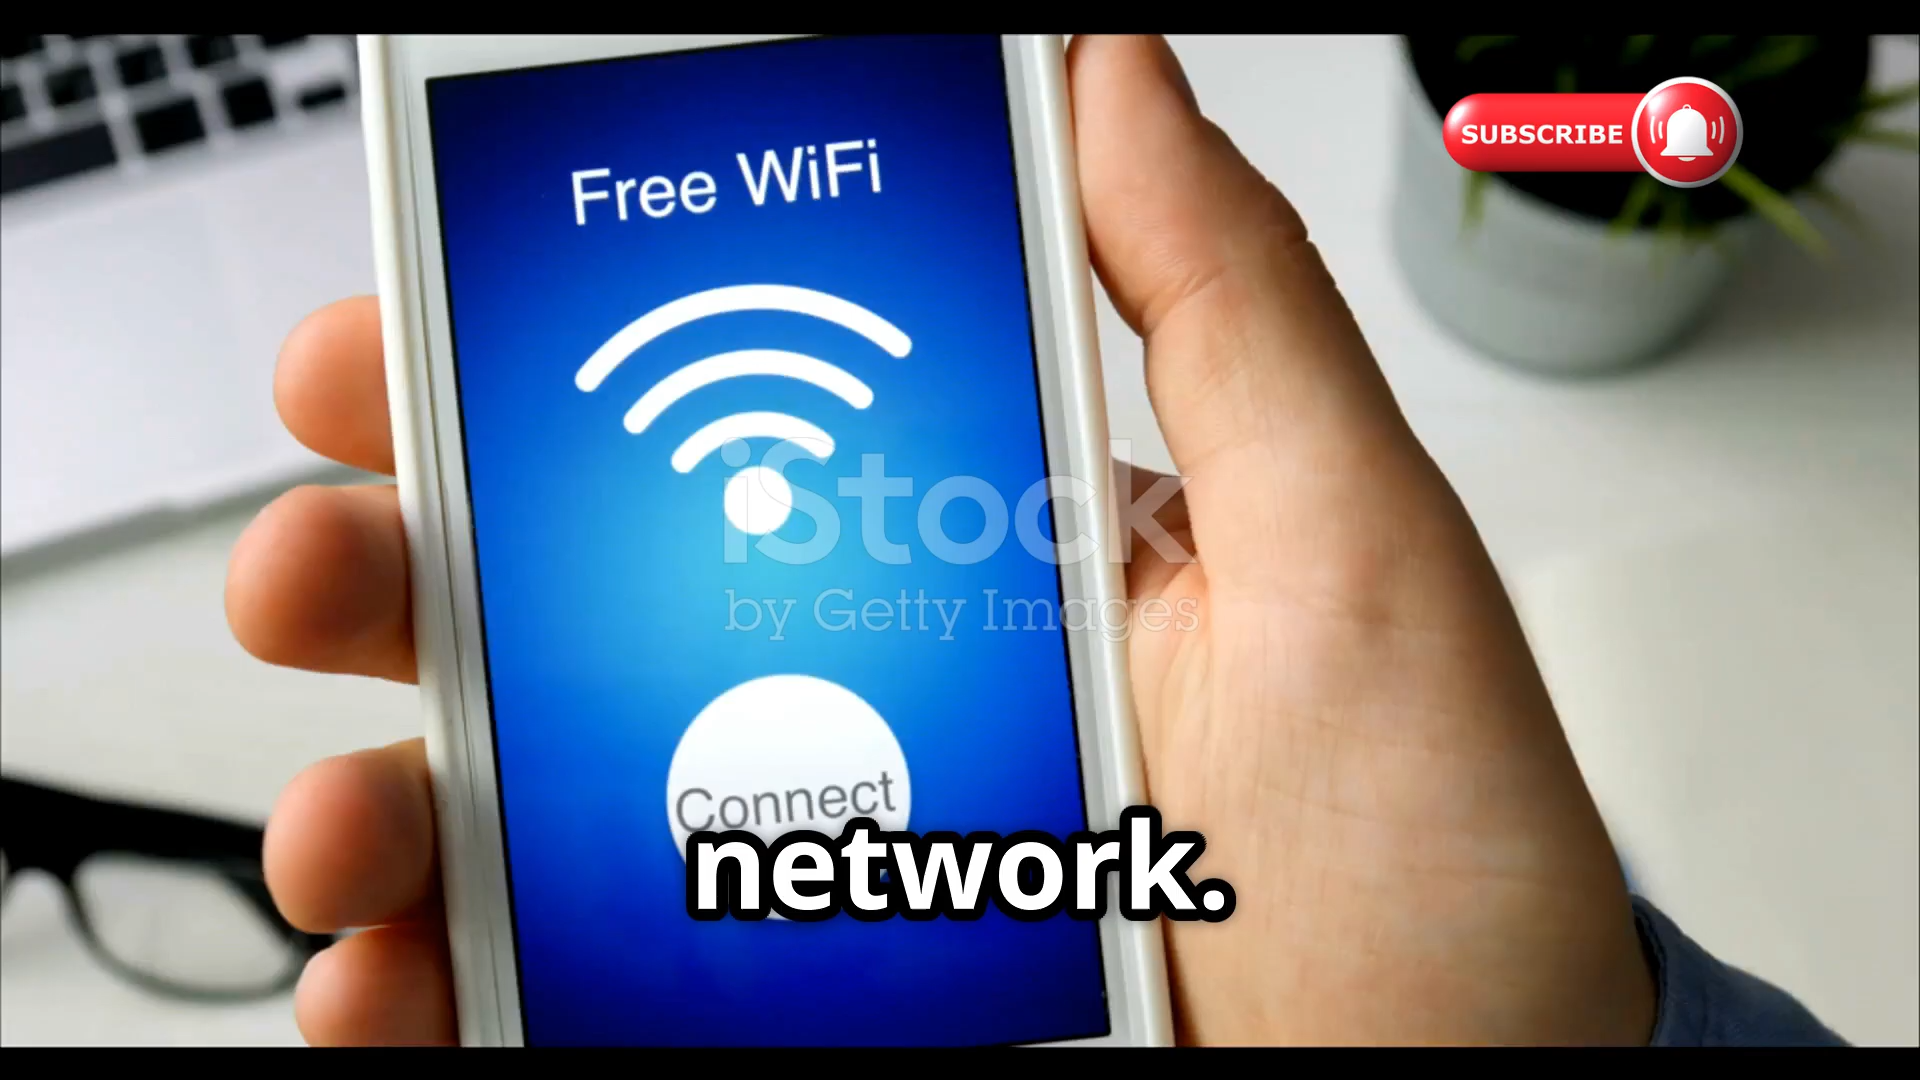 Free WiFi
SUBSCRIBE
iStock
by Getty Images
Connect
network.